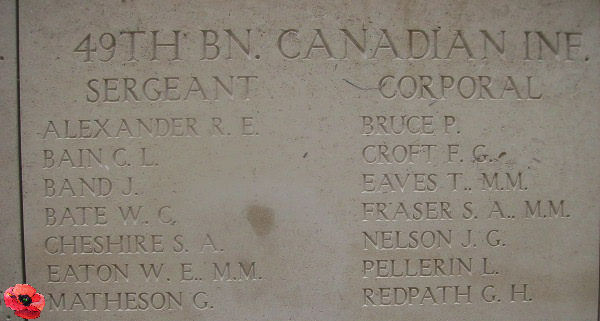 49TH BN. CANADIAN INF.
SERGEANT
ALEXANDER R. E.
BAIN C. L.
BAND J.
BATE W. C.
CHESHIRE S. A.
EATON W. E., M.M.
MATHESON G.
CORPORAL
BRUCE P.
CROFT F. G.
EAVES T., M.M.
FRASER S. A., M.M.
NELSON J. G.
PELLERIN L.
REDPATH G. H.